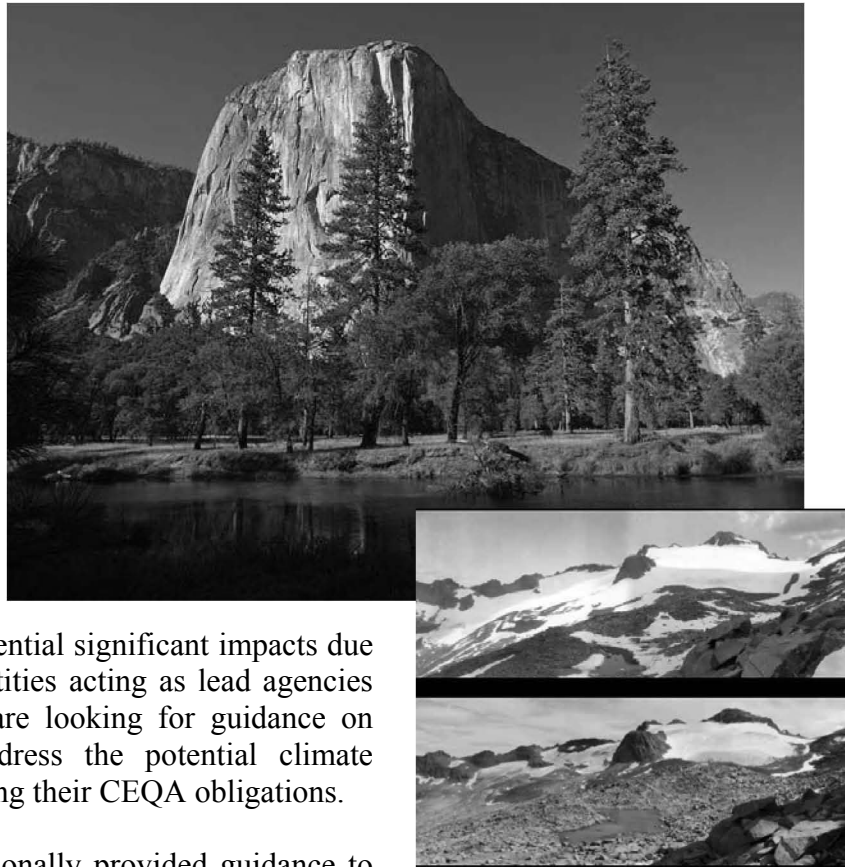 ential significant impacts due
tities acting as lead agencies
are looking for guidance on
dress the potential climate
ng their CEQA obligations.
onally provided guidance to